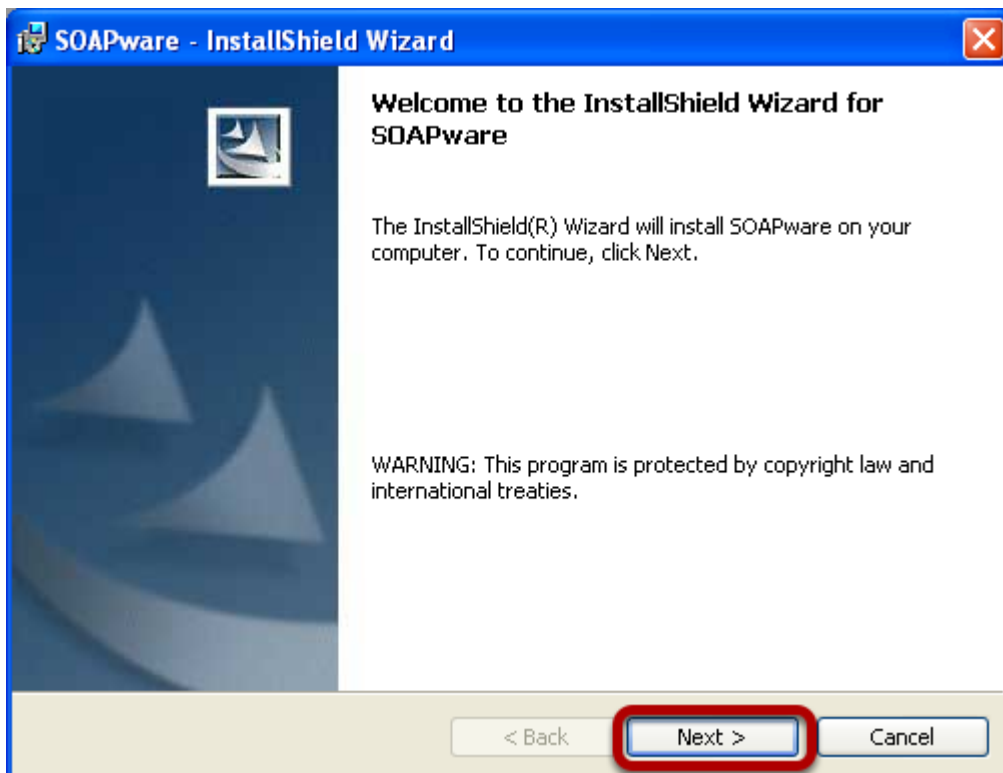 SOAPware - InstallShield Wizard
Welcome to the InstallShield Wizard for
SOAPware
The InstallShield(R) Wizard will install SOAPware on your
computer. To continue, click Next.
WARNING: This program is protected by copyright law and
international treaties.
< Back Next > Cancel